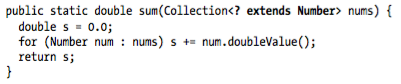 public static double sum(Collection<? extends Number> nums) {
  double s = 0.0;
  for (Number num : nums) s += num.doubleValue();
  return s;
}